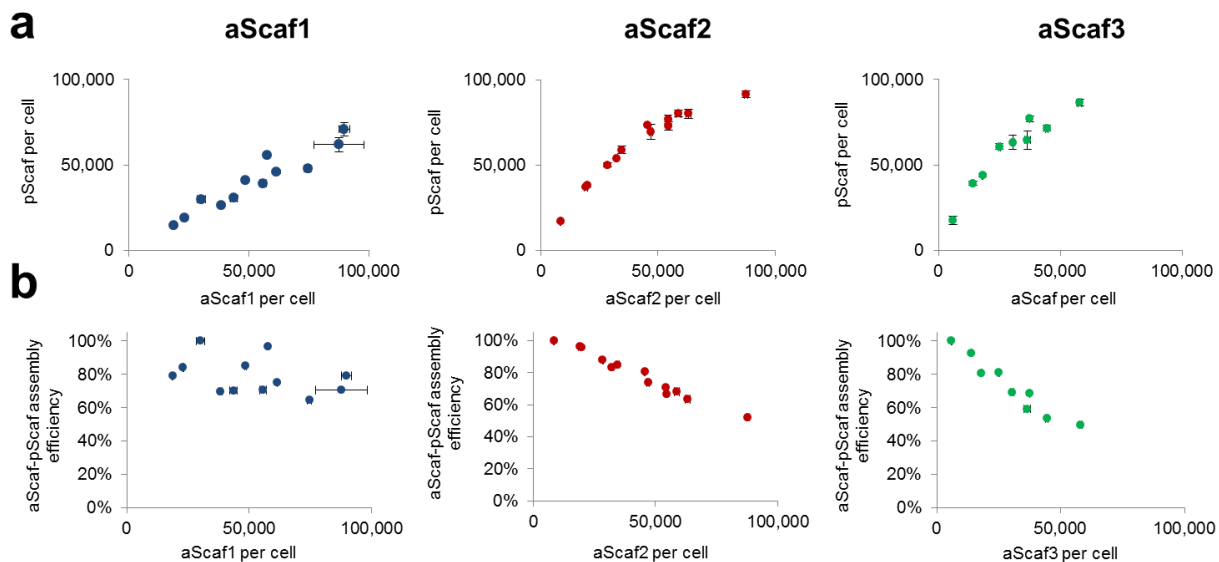 a
aScaf1
aScaf2
aScaf3
pScaf per cell
100,000
50,000
0
0
50,000
100,000
aScaf1 per cell
pScaf per cell
100,000
50,000
0
0
50,000
100,000
aScaf2 per cell
pScaf per cell
100,000
50,000
0
0
50,000
100,000
aScaf per cell
b
aScaf-pScaf assembly
efficiency
100%
80%
60%
40%
20%
0%
0
50,000
100,000
aScaf1 per cell
aScaf-pScaf assembly
efficiency
100%
80%
60%
40%
20%
0%
0
50,000
100,000
aScaf2 per cell
aScaf-pScaf assembly
efficiency
100%
80%
60%
40%
20%
0%
0
50,000
100,000
aScaf3 per cell